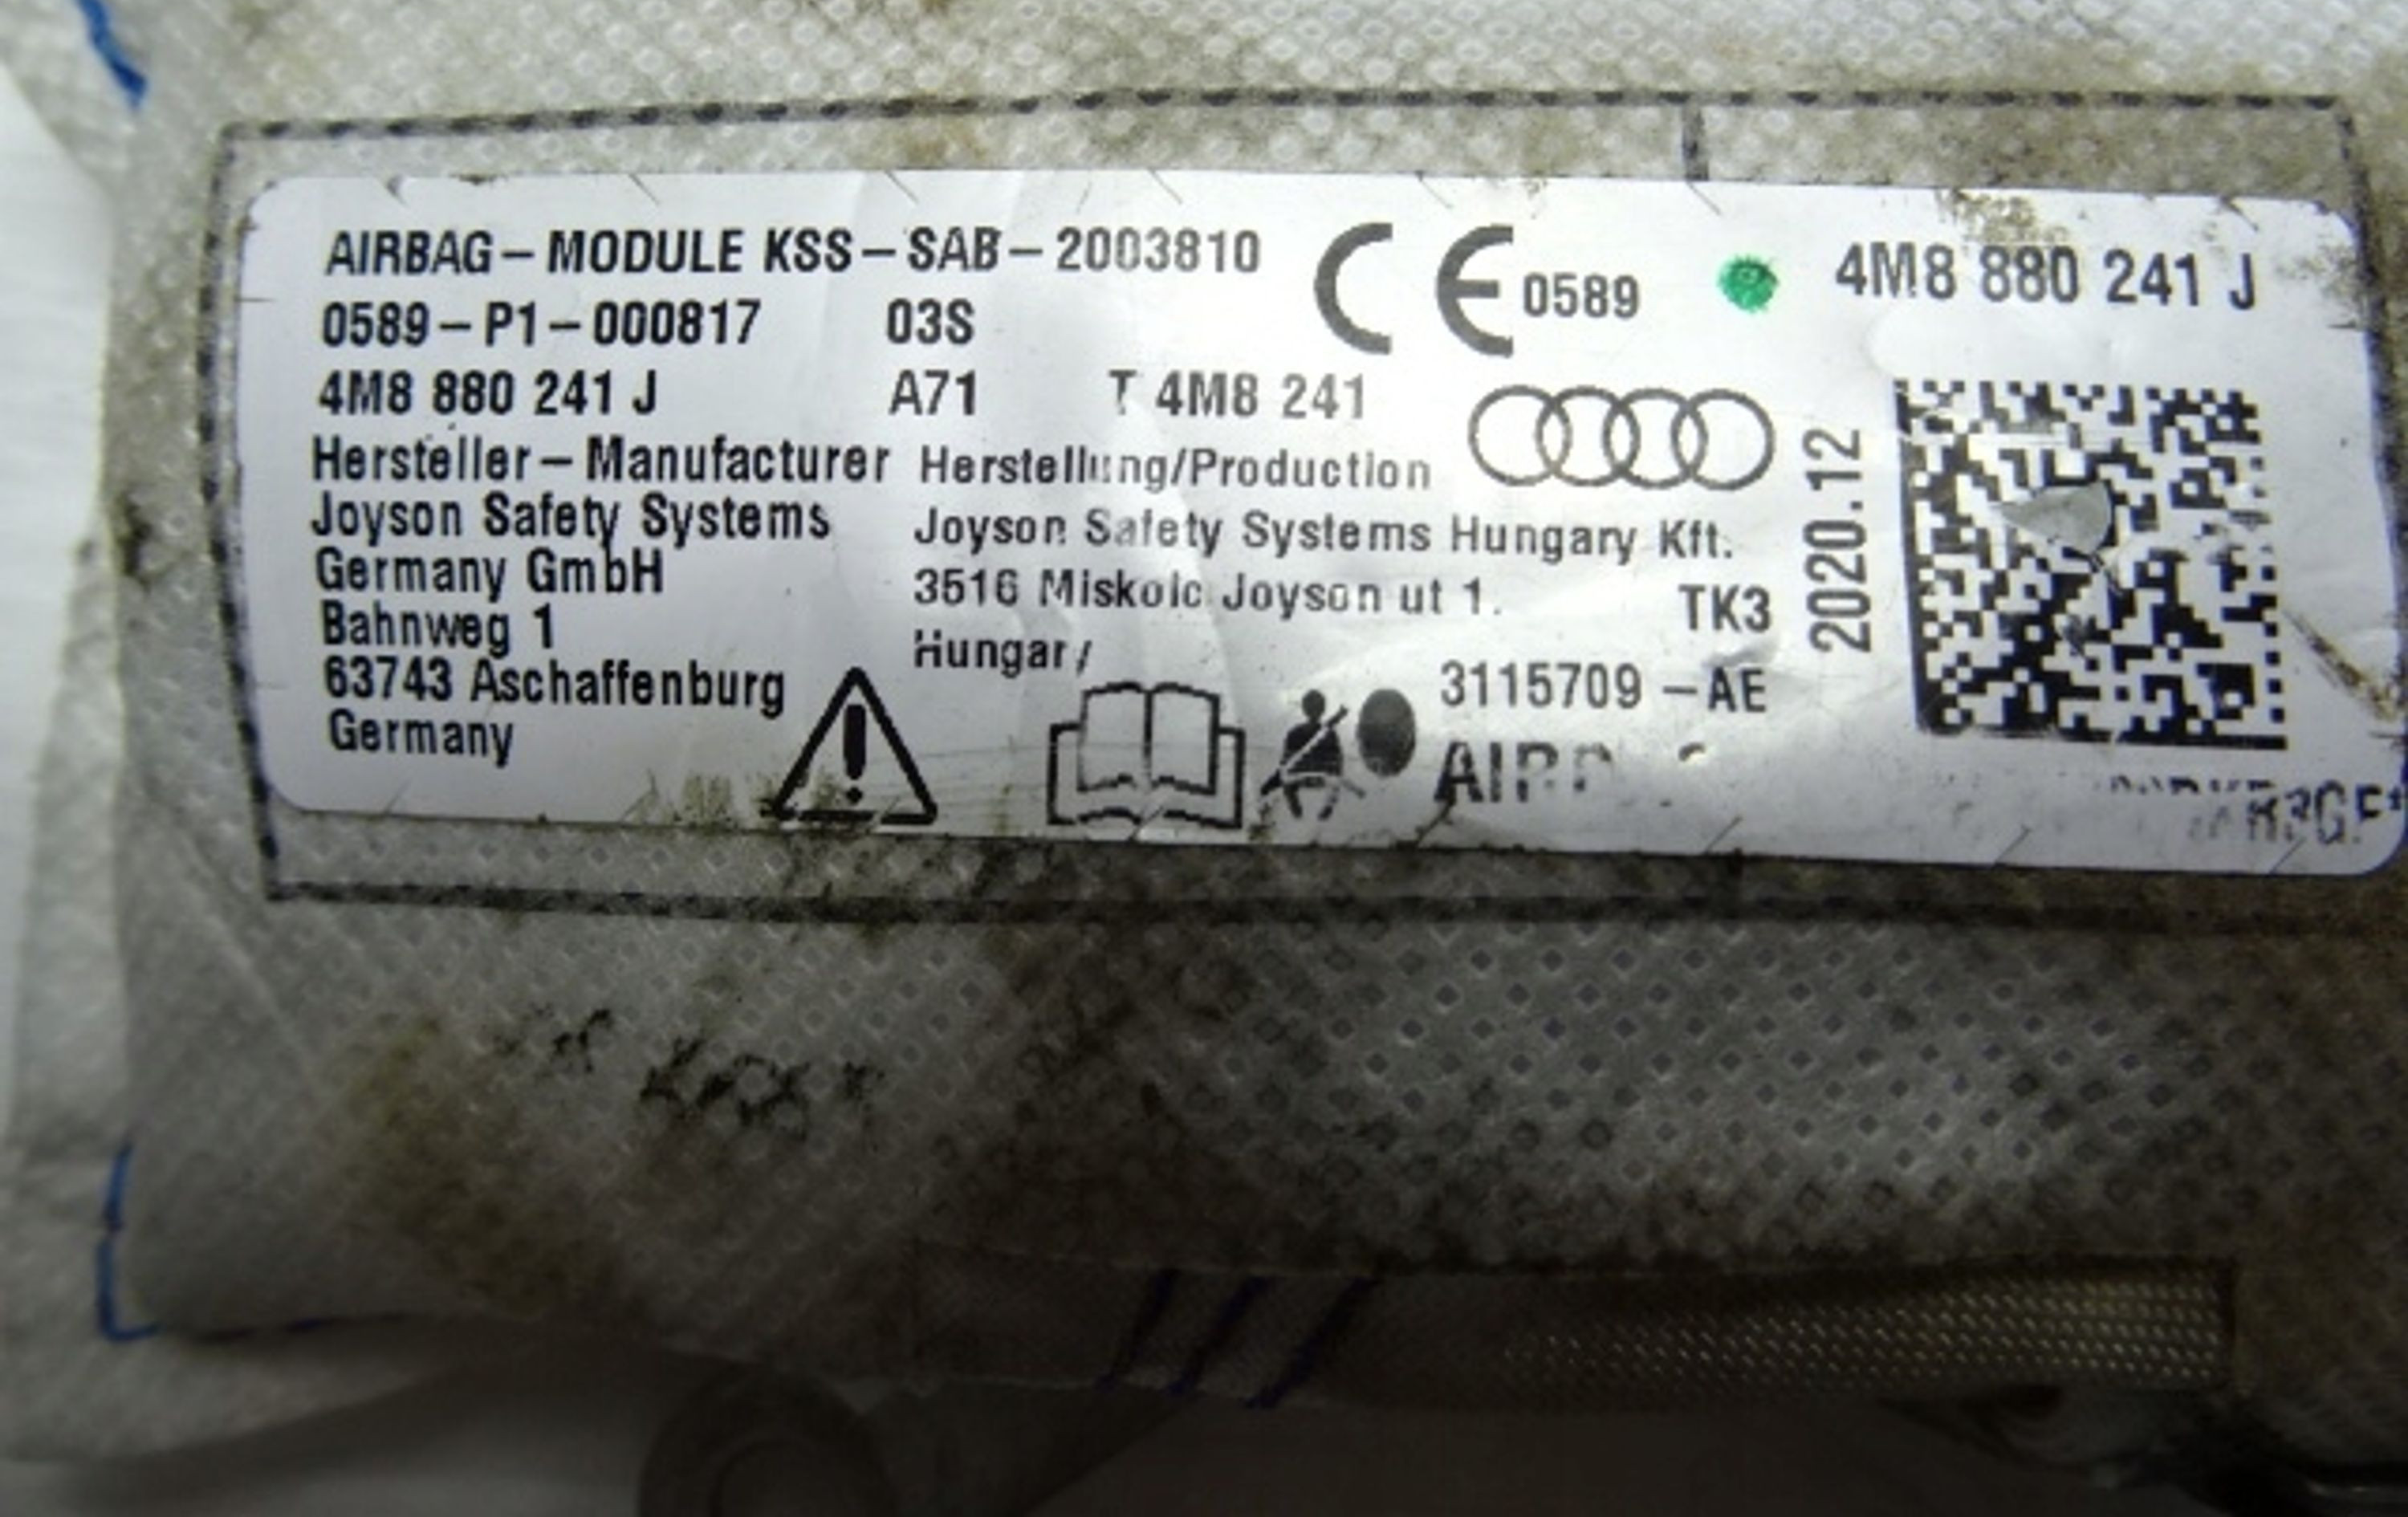 AIRBAG-MODULE KSS-SAB-2003810
0589-P1-000817 03S
4M8 880 241 J A71 T 4M8 241
Hersteller-Manufacturer
Joyson Safety Systems
Germany GmbH
Bahnweg 1
63743 Aschaffenburg
Germany
Herstellung/Production
Joyson Safety Systems Hungary Kft.
3516 Miskolc Joyson ut 1.
Hungary
CE 0589
TK3
3115709-AE
2020.12
4M8 880 241 J